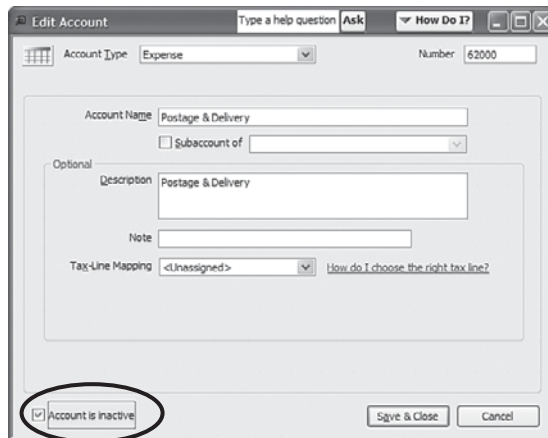 Edit Account
Type a help question Ask
How Do I?
Account Type Expense
Number 62000
Account Name Postage & Delivery
Subaccount of
Optional
Description Postage & Delivery
Note
Tax-Line Mapping <Unassigned> How do I choose the right tax line?
Account is inactive
Save & Close Cancel